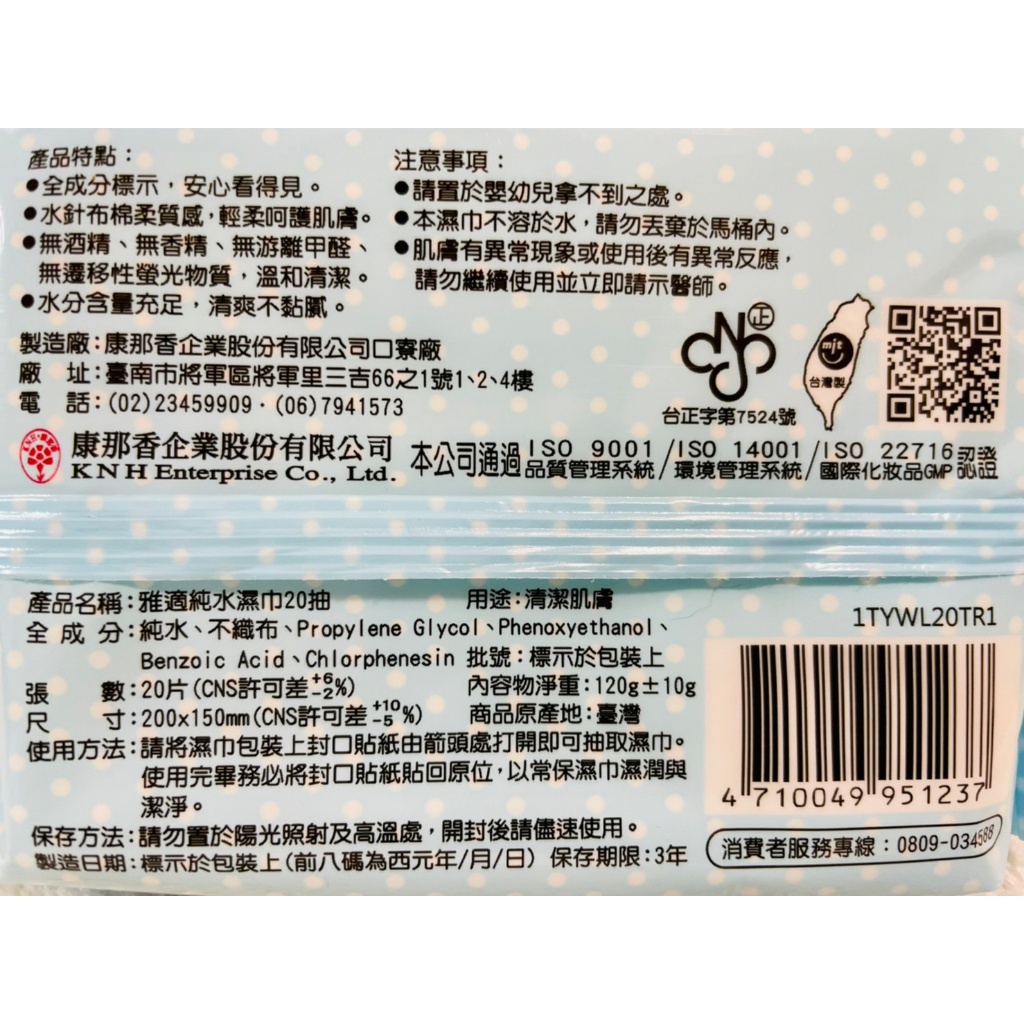 產品特點：
●全成分標示，安心看得見。
●水針布棉柔質感，輕柔呵護肌膚。
●無酒精、無香精、無游離甲醛、
無遷移性螢光物質，溫和清潔。
●水分含量充足，清爽不黏膩。
注意事項：
●請置於嬰幼兒拿不到之處。
●本濕巾不溶於水，請勿丟棄於馬桶內。
●肌膚有異常現象或使用後有異常反應，
請勿繼續使用並立即請示醫師。
製造廠：康那香企業股份有限公司口寮廠
廠 址：臺南市將軍區將軍里三吉66之1號1、2、4樓
電 話：(02)23459909．(06)7941573
正
台正字第7524號
mit
台灣製
康那香企業股份有限公司
KNH Enterprise Co., Ltd.
本公司通過 ISO 9001 品質管理系統/ISO 14001 環境管理系統/ISO 22716 國際化妝品GMP 認證
產品名稱：雅適純水濕巾20抽
用途：清潔肌膚
全成分：純水、不織布、Propylene Glycol、Phenoxyethanol、
Benzoic Acid、Chlorphenesin
批號：標示於包裝上
張 數：20片(CNS許可差+6-2%)
內容物淨重：120g±10g
尺 寸：200x150mm(CNS許可差+10-5%)
商品原產地：臺灣
使用方法：請將濕巾包裝上封口貼紙由箭頭處打開即可抽取濕巾。
使用完畢務必將封口貼紙貼回原位，以常保濕巾濕潤與
潔淨。
保存方法：請勿置於陽光照射及高溫處，開封後請儘速使用。
製造日期：標示於包裝上(前八碼為西元年/月/日) 保存期限：3年
1TYWL20TR1
4 710049 951237
消費者服務專線：0809-034588